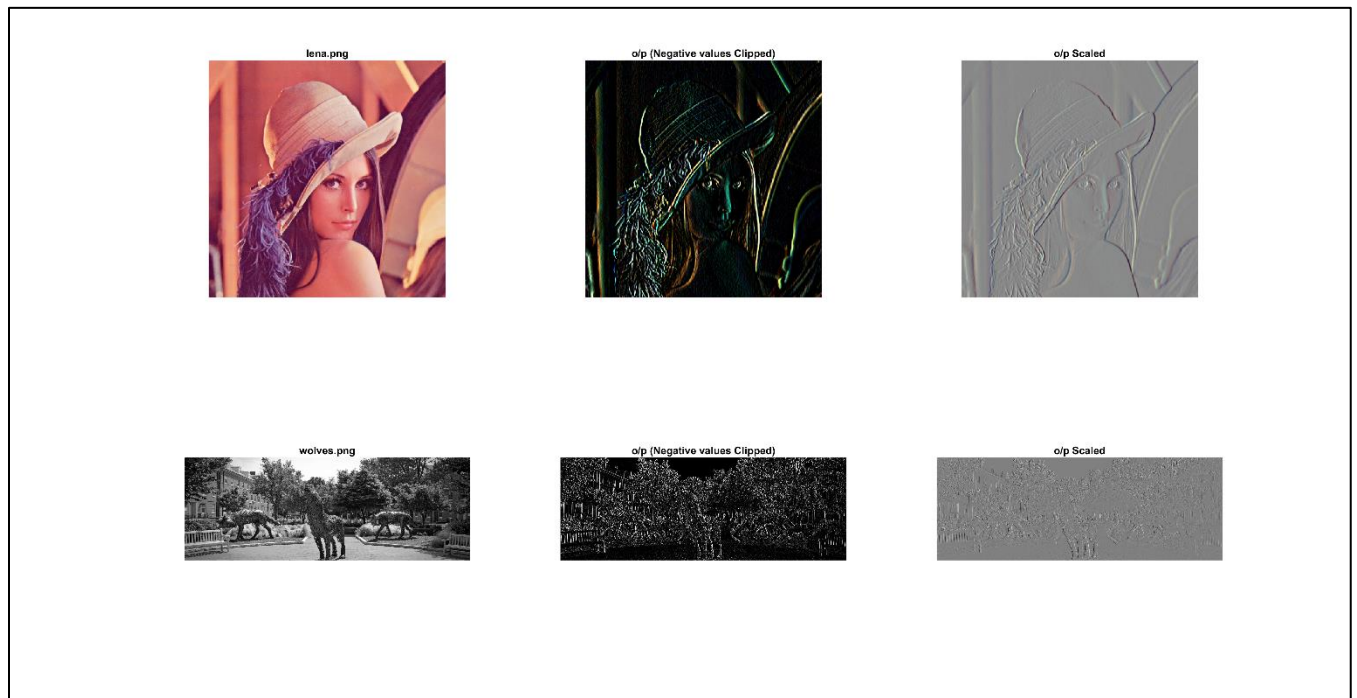 lena.png
o/p (Negative values Clipped)
o/p Scaled
wolves.png
o/p (Negative values Clipped)
o/p Scaled